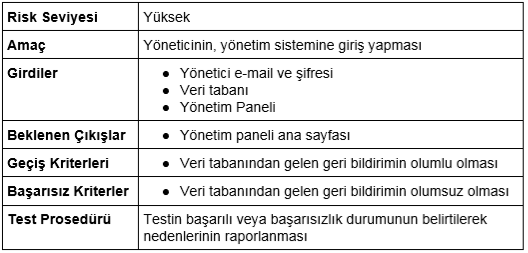 Risk Seviyesi Yüksek
Amaç Yöneticinin, yönetim sistemine giriş yapması
Girdiler ● Yönetici e-mail ve şifresi
● Veri tabanı
● Yönetim Paneli
Beklenen Çıkışlar ● Yönetim paneli ana sayfası
Geçiş Kriterleri ● Veri tabanından gelen geri bildirimin olumlu olması
Başarısız Kriterler ● Veri tabanından gelen geri bildirimin olumsuz olması
Test Prosedürü Testin başarılı veya başarısızlık durumunun belirtilerek
nedenlerinin raporlanması